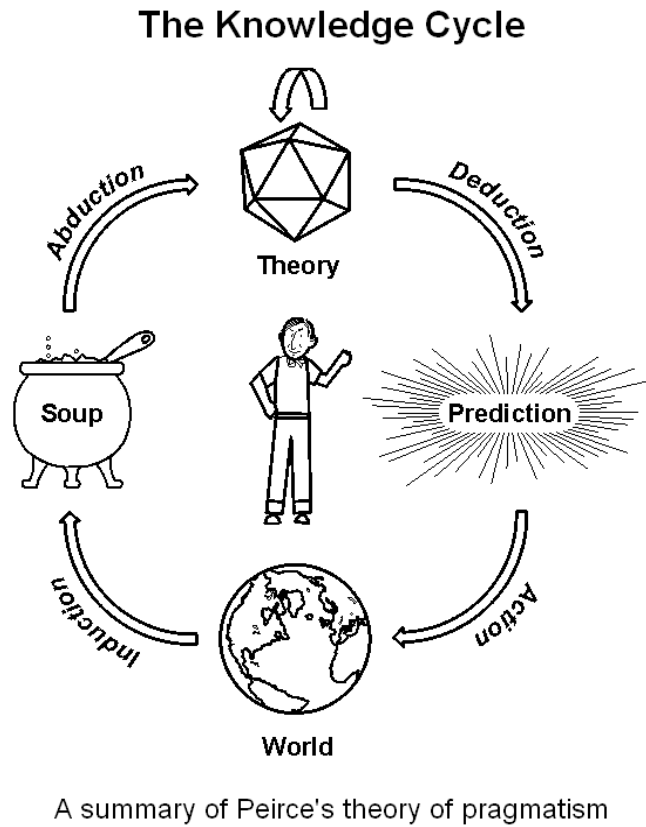 The Knowledge Cycle
Abduction
Deduction
Theory
Soup
Prediction
Induction
Action
World
A summary of Peirce's theory of pragmatism